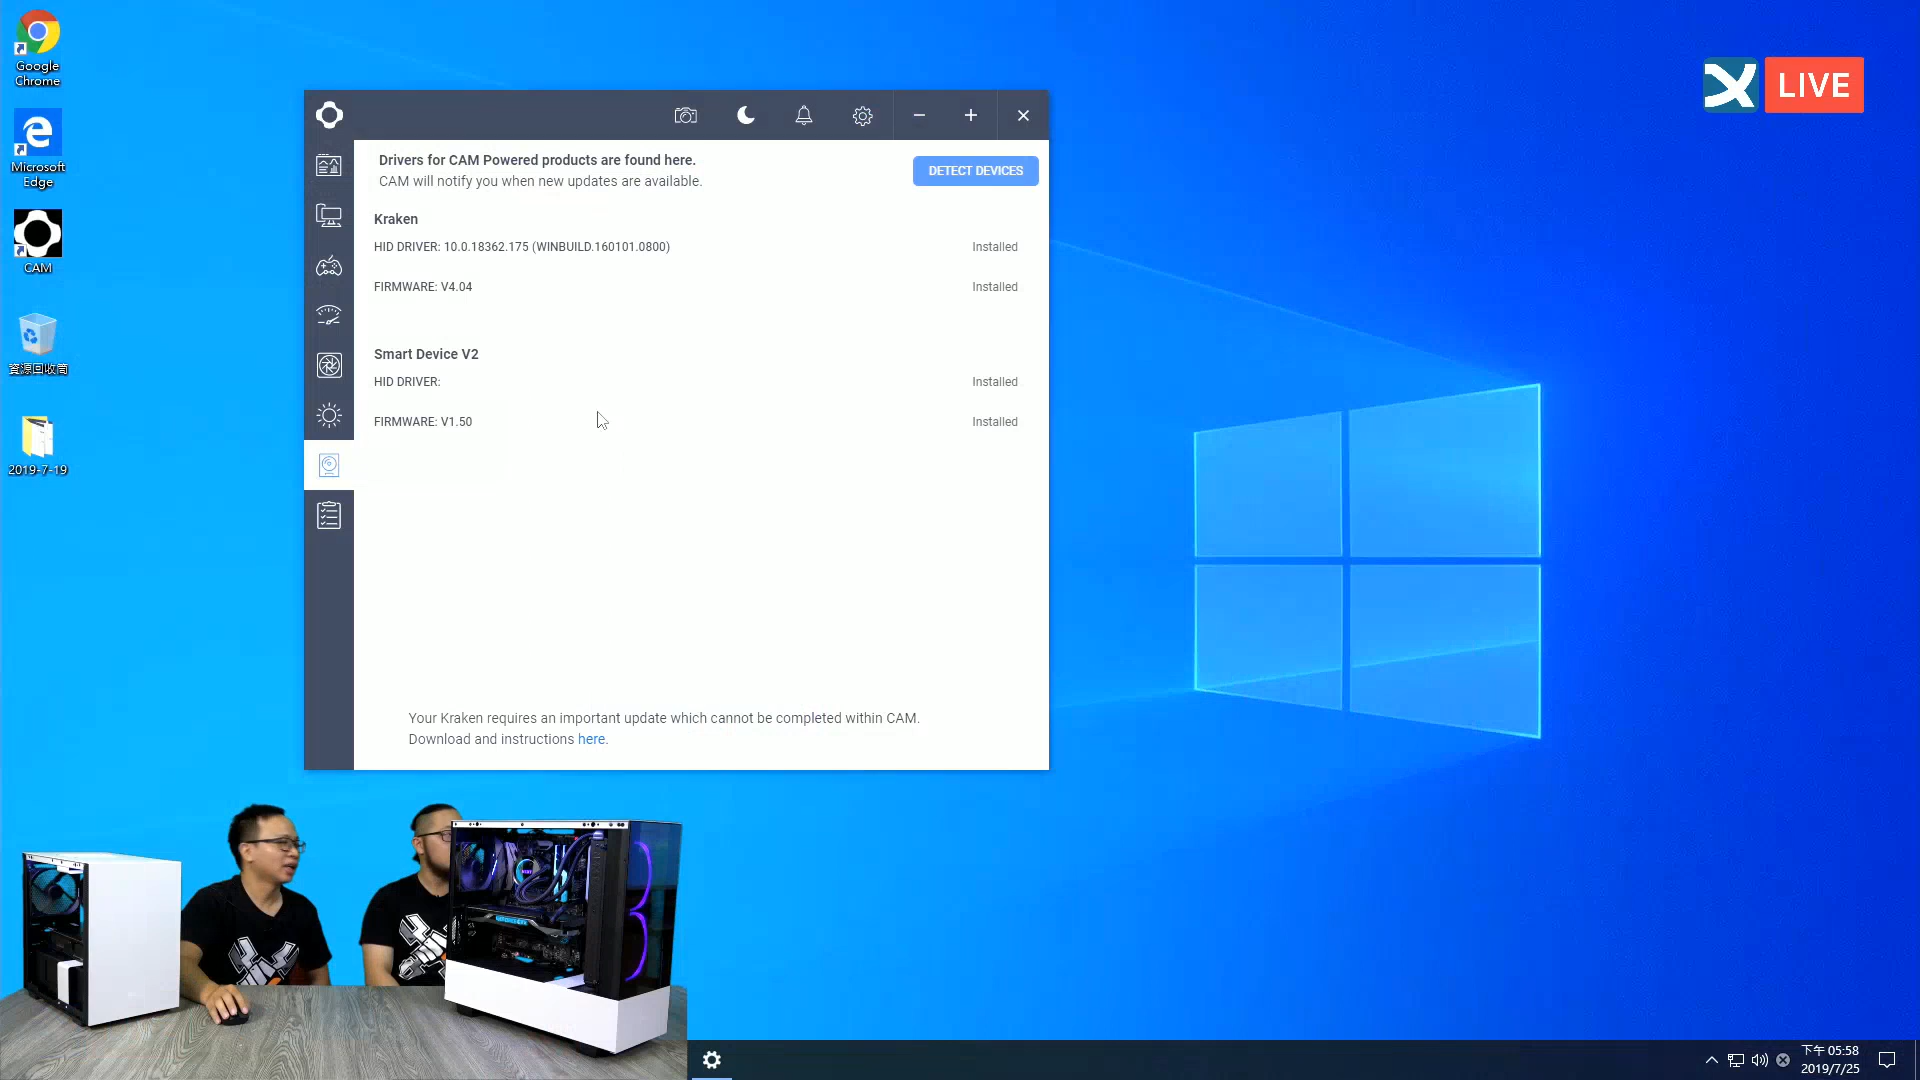 Google
Chrome
Microsoft
Edge
CAM
資源回收筒
2019-7-19
LIVE
Drivers for CAM Powered products are found here.
CAM will notify you when new updates are available.
DETECT DEVICES
Kraken
HID DRIVER: 10.0.18362.175 (WINBUILD.160101.0800)
Installed
FIRMWARE: V4.04
Installed
Smart Device V2
HID DRIVER:
Installed
FIRMWARE: V1.50
Installed
Your Kraken requires an important update which cannot be completed within CAM.
Download and instructions here.
下午 05:58
2019/7/25